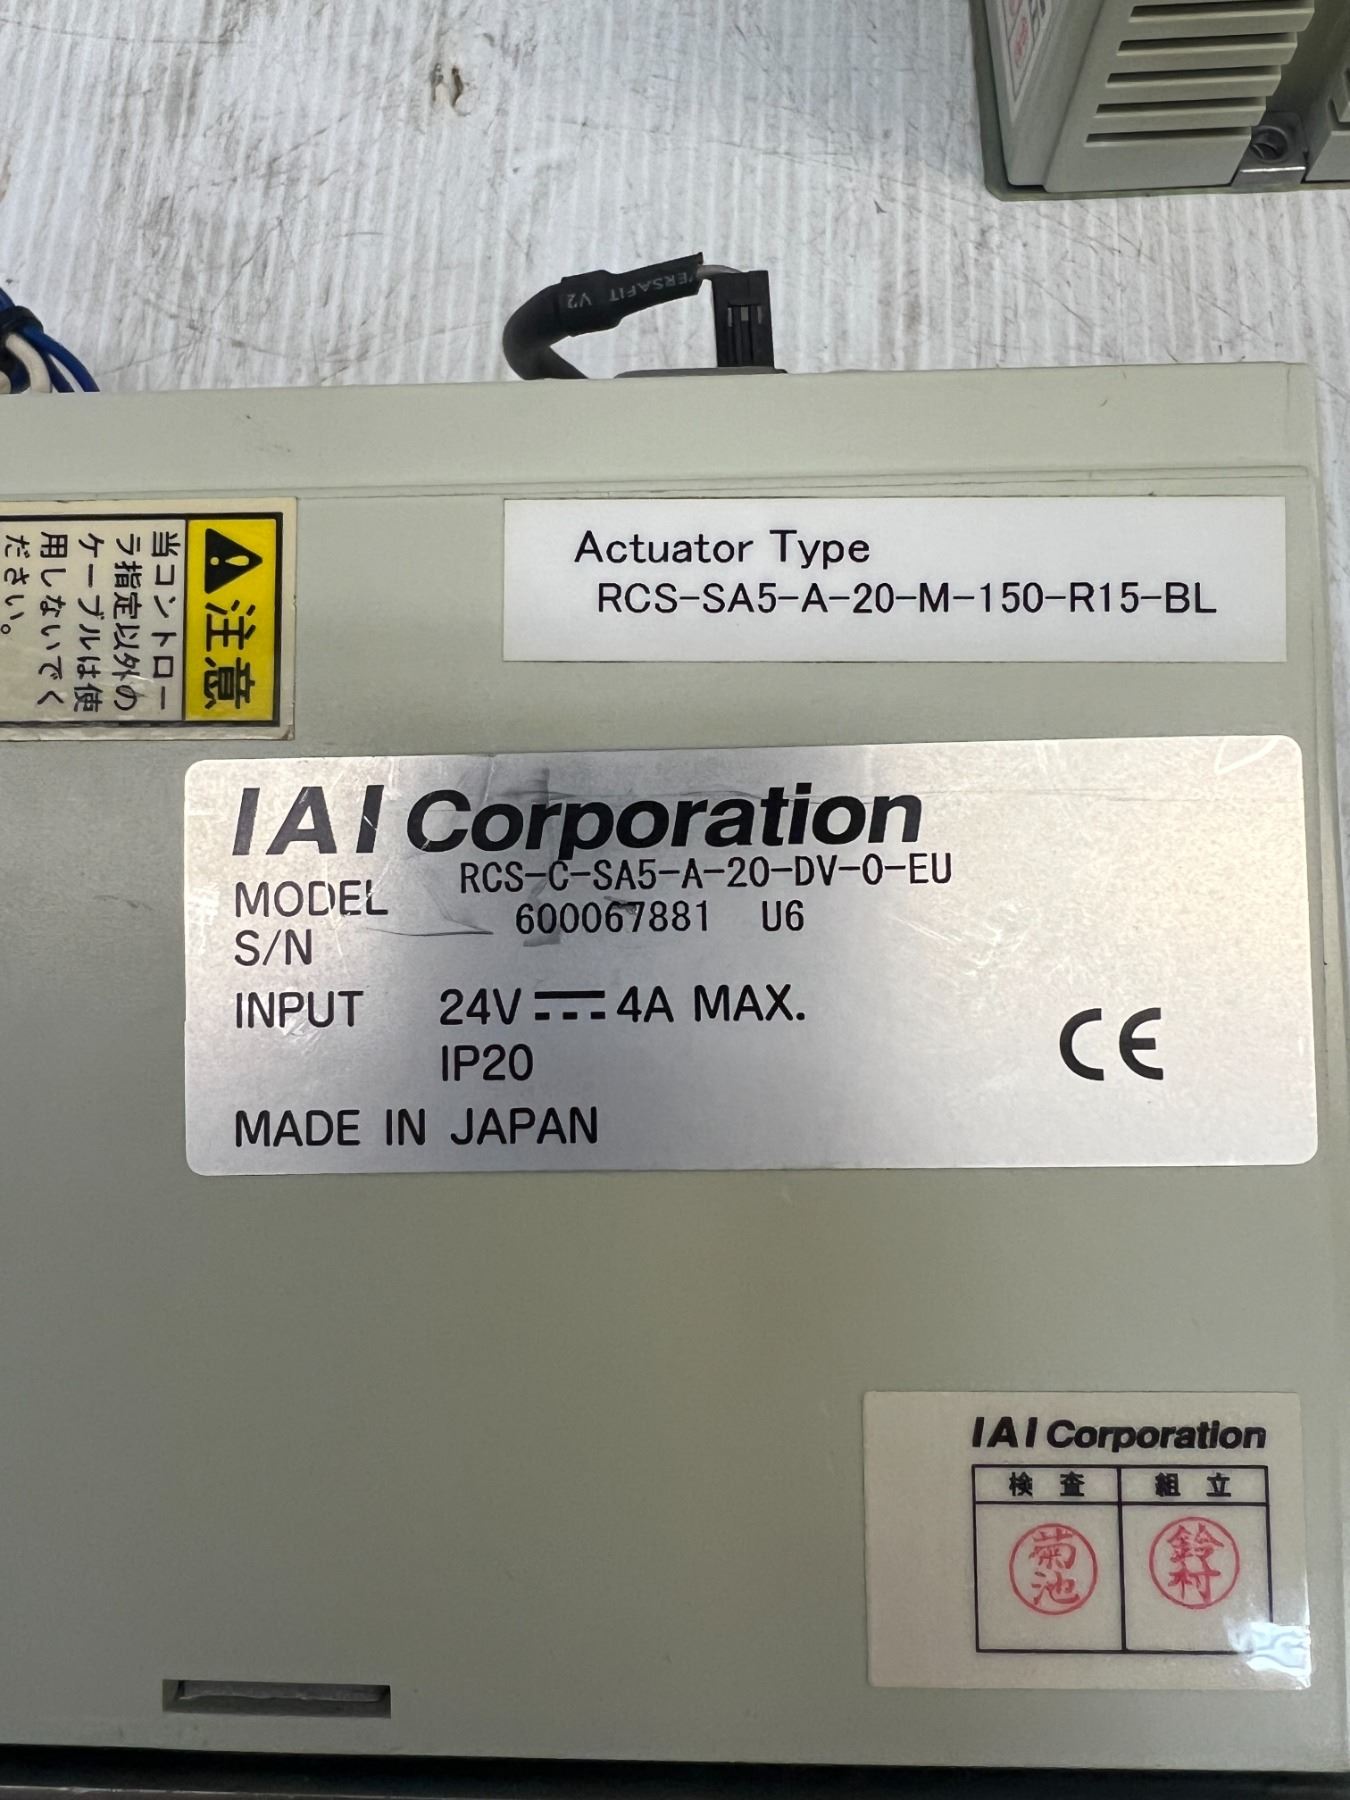 VERSAFIT V2
Actuator Type
RCS-SA5-A-20-M-150-R15-BL
注意
当コントロー
ラ指定以外の
ケーブルは使
用しないでく
ださい。
IAI Corporation
MODEL RCS-C-SA5-A-20-DV-0-EU
S/N 600067881 U6
INPUT 24V 4A MAX.
IP20
CE
MADE IN JAPAN
IAI Corporation
検査 組立
菊池 鈴村